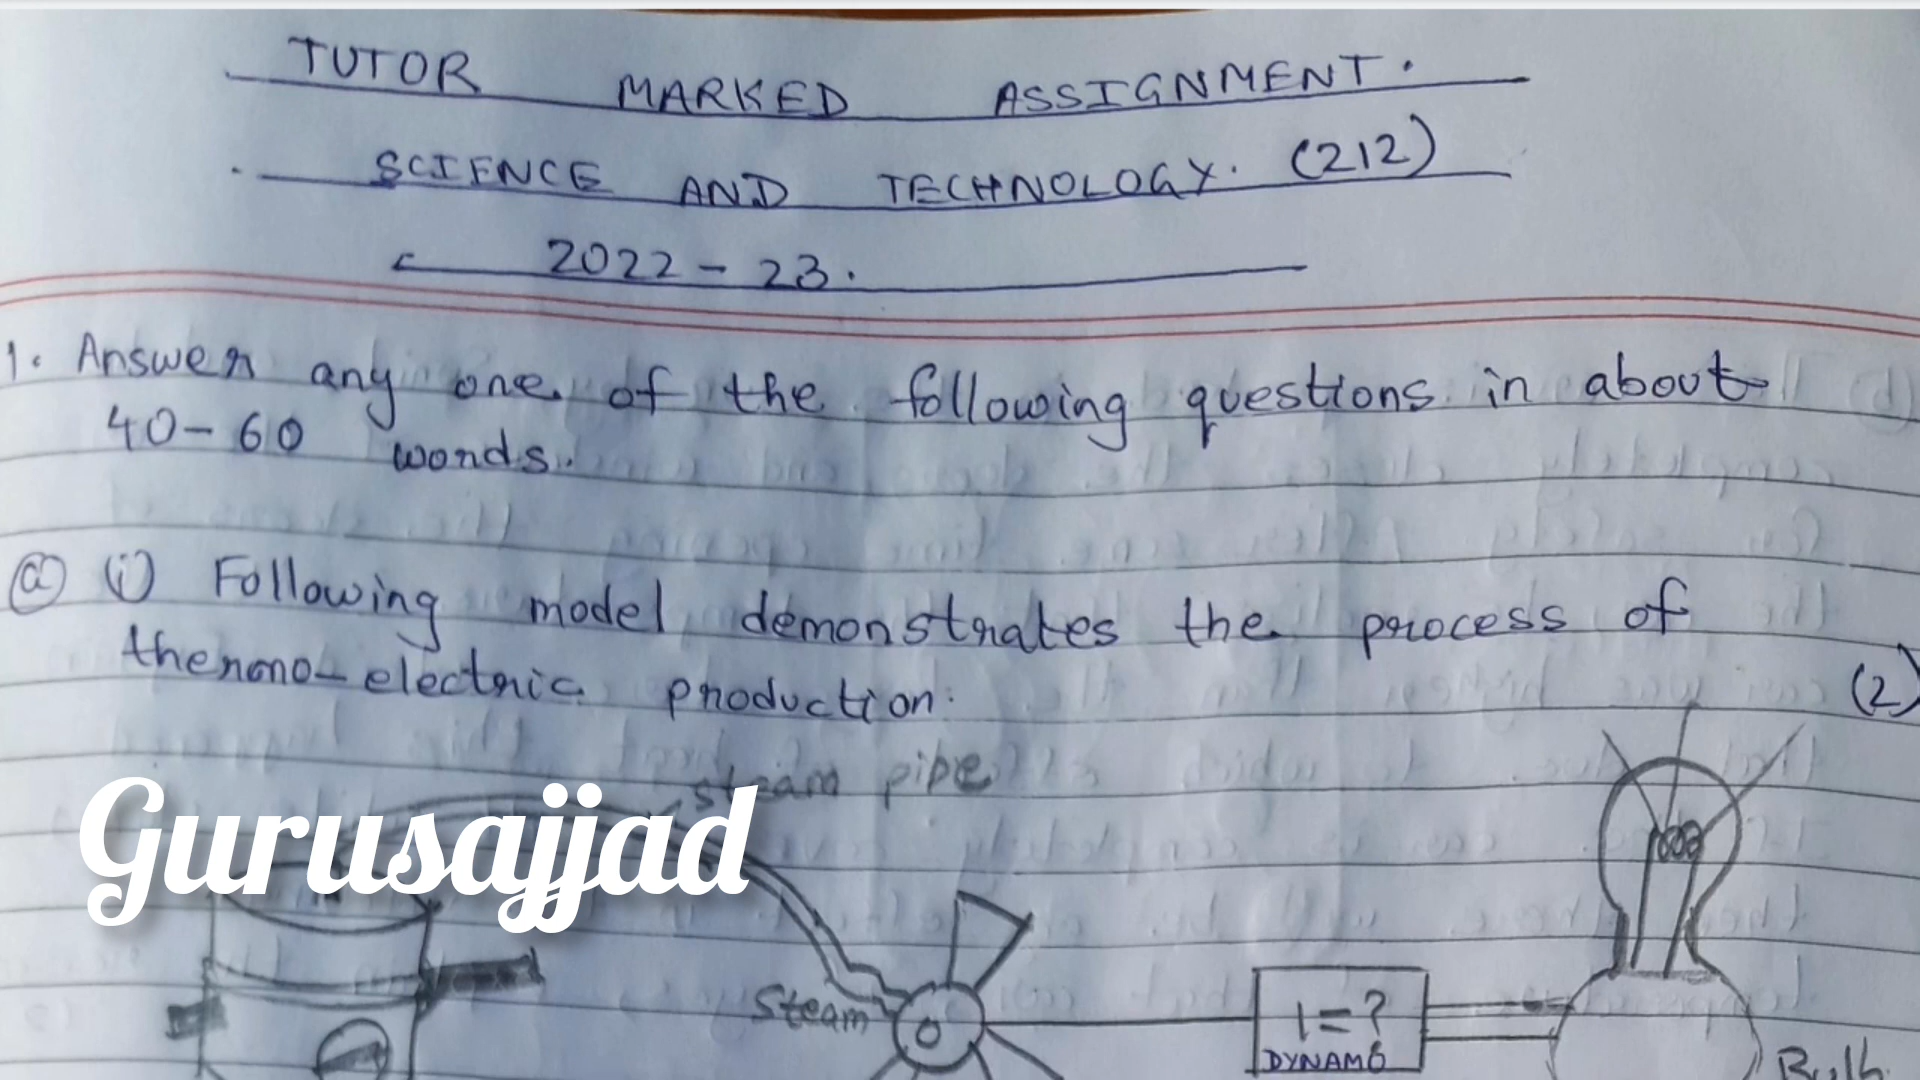 TUTOR MARKED ASSIGNMENT.
SCIENCE AND TECHNOLOGY. (212)
2022-23.
1. Answer any one of the following questions in about
40-60 words.
(a) (i) Following model demonstrates the process of
thermo-electric production. (2)
steam pipe
Gurusajjad
Steam
1=?
DYNAMO
Bulb